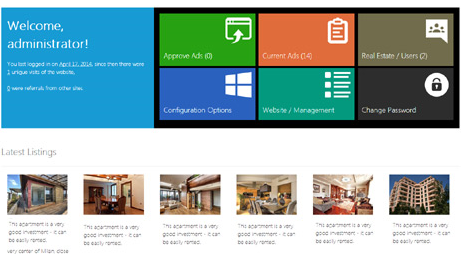 Welcome,
administrator!
You last logged in on April 17, 2014, since then there were
1 unique visits of the website,
0 were referrals from other sites.
Approve Ads (0)
Current Ads (14)
Real Estate / Users (2)
Configuration Options
Website / Management
Change Password
Latest Listings
This apartment is a very
good investment - it can
be easily rented,
very center of Milan, close
This apartment is a very
good investment - it can
be easily rented.
This apartment is a very
good investment - it can
be easily rented.
This apartment is a very
good investment - it can
be easily rented.
This apartment is a very
good investment - it can
be easily rented.
This apartment is a very
good investment - it can
be easily rented.